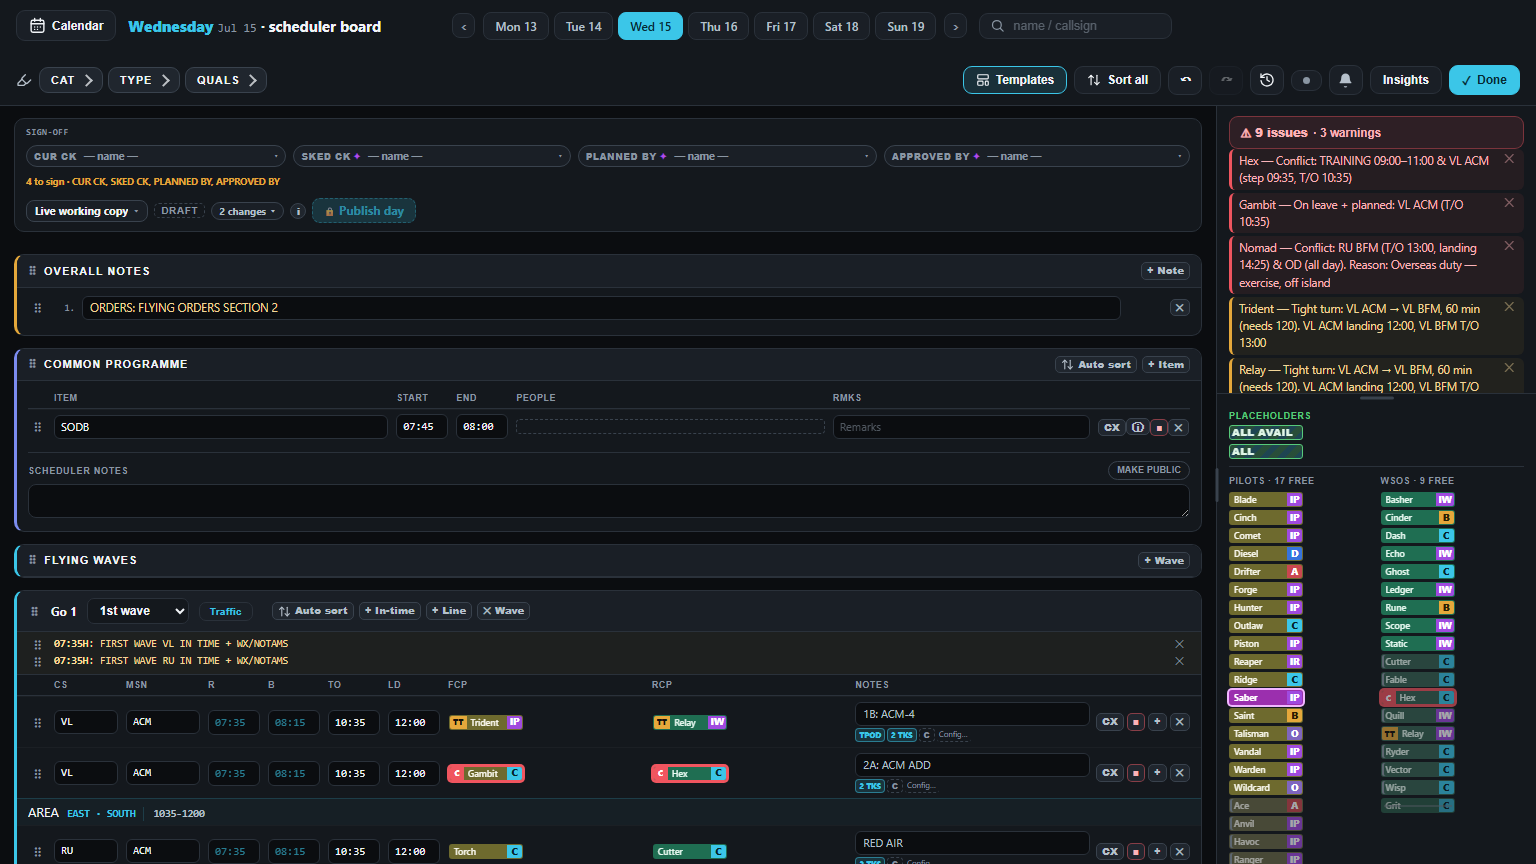 Calendar
Wednesday Jul 15 · scheduler board
Mon 13
Tue 14
Wed 15
Thu 16
Fri 17
Sat 18
Sun 19
name / callsign
CAT
TYPE
QUALS
Templates
Sort all
Insights
✓ Done
SIGN-OFF
CUR CK — name —
SKED CK — name —
PLANNED BY — name —
APPROVED BY — name —
4 to sign · CUR CK, SKED CK, PLANNED BY, APPROVED BY
Live working copy
DRAFT
2 changes
i
Publish day
OVERALL NOTES
+ Note
1. ORDERS: FLYING ORDERS SECTION 2
COMMON PROGRAMME
Auto sort
+ Item
ITEM START END PEOPLE RMKS
SODB 07:45 08:00 Remarks CX
SCHEDULER NOTES
MAKE PUBLIC
FLYING WAVES
+ Wave
Go 1 1st wave Traffic Auto sort + In-time + Line X Wave
07:35H: FIRST WAVE VL IN TIME + WX/NOTAMS
07:35H: FIRST WAVE RU IN TIME + WX/NOTAMS
CS MSN R B TO LD FCP RCP NOTES
VL ACM 07:35 08:15 10:35 12:00 TT Trident IP TT Relay IW 1B: ACM-4 CX
TPOD 2 TKS C Config...
VL ACM 07:35 08:15 10:35 12:00 C Gambit C C Hex C 2A: ACM ADD CX
2 TKS C Config...
AREA EAST · SOUTH 1035-1200
RU ACM 07:35 08:15 10:35 12:00 Torch C Cutter C RED AIR CX
2 TKS C Config...
⚠ 9 issues · 3 warnings
Hex — Conflict: TRAINING 09:00–11:00 & VL ACM
(step 09:35, T/O 10:35)
Gambit — On leave + planned: VL ACM (T/O
10:35)
Nomad — Conflict: RU BFM (T/O 13:00, landing
14:25) & OD (all day). Reason: Overseas duty —
exercise, off island
Trident — Tight turn: VL ACM → VL BFM, 60 min
(needs 120). VL ACM landing 12:00, VL BFM T/O
13:00
Relay — Tight turn: VL ACM → VL BFM, 60 min
(needs 120). VL ACM landing 12:00, VL BFM T/O
PLACEHOLDERS
ALL AVAIL
ALL
PILOTS · 17 FREE
Blade IP
Cinch IP
Comet IP
Diesel D
Drifter A
Forge IP
Hunter IP
Outlaw C
Piston IP
Reaper IR
Ridge C
Saber IP
Saint B
Talisman O
Vandal IP
Warden IP
Wildcard O
Ace A
Anvil IP
Havoc IP
Ranger IP
WSOS · 9 FREE
Basher IW
Cinder B
Dash C
Echo IW
Ghost C
Ledger IW
Rune B
Scope IW
Static IW
Cutter C
Fable C
C Hex C
Quill IW
TT Relay IW
Ryder C
Vector C
Wisp C
Grit C